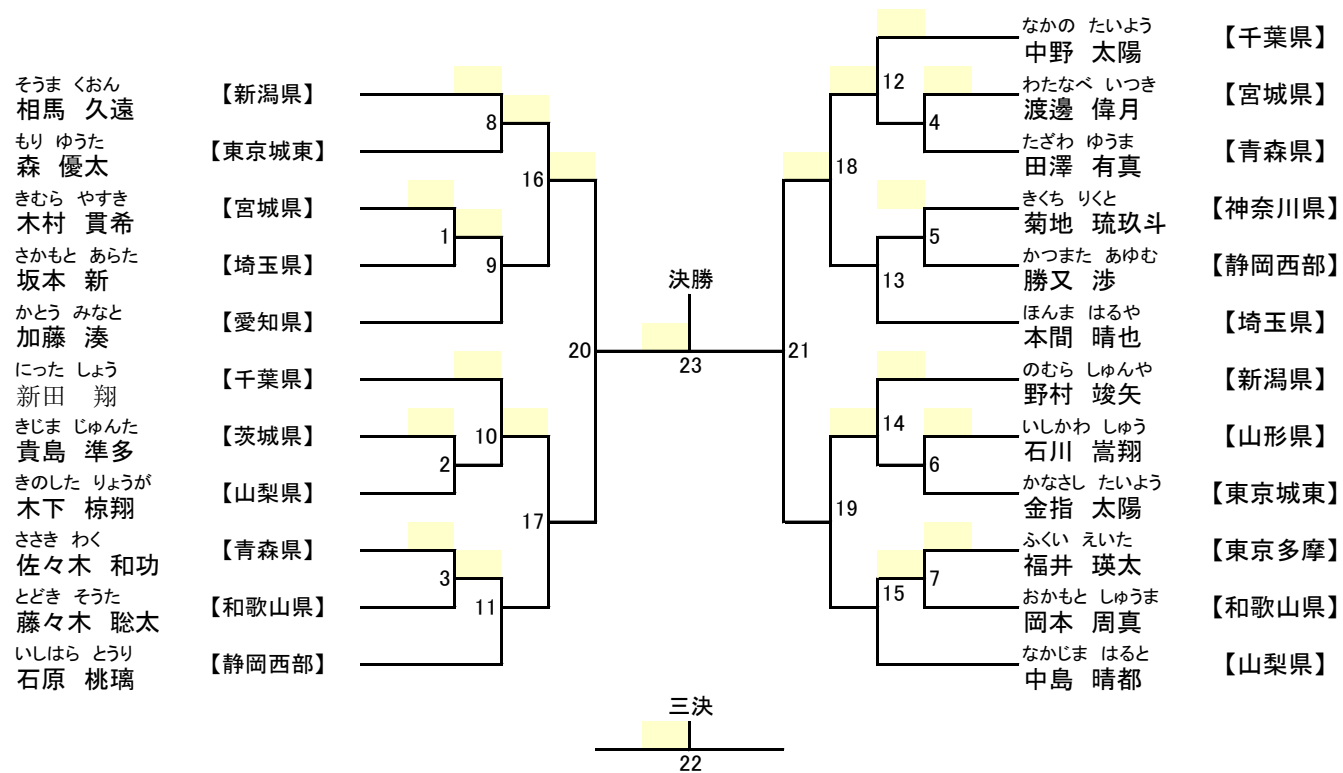 そうま くおん
相馬 久遠 【新潟県】
もり ゆうた
森 優太 【東京城東】
きむら やすき
木村 貫希 【宮城県】
さかもと あらた
坂本 新 【埼玉県】
かとう みなと
加藤 湊 【愛知県】
にった しょう
新田 翔 【千葉県】
きじま じゅんた
貴島 準多 【茨城県】
きのした りょうが
木下 椋翔 【山梨県】
ささき わく
佐々木 和功 【青森県】
とどき そうた
藤々木 聡太 【和歌山県】
いしはら とうり
石原 桃璃 【静岡西部】
8
16
1
9
20
10
2
17
3
11
決勝
23
三決
22
12
4
18
5
13
21
14
6
19
7
15
なかの たいよう
中野 太陽 【千葉県】
わたなべ いつき
渡邊 偉月 【宮城県】
たざわ ゆうま
田澤 有真 【青森県】
きくち りくと
菊地 琉玖斗 【神奈川県】
かつまた あゆむ
勝又 渉 【静岡西部】
ほんま はるや
本間 晴也 【埼玉県】
のむら しゅんや
野村 竣矢 【新潟県】
いしかわ しゅう
石川 嵩翔 【山形県】
かなさし たいよう
金指 太陽 【東京城東】
ふくい えいた
福井 瑛太 【東京多摩】
おかもと しゅうま
岡本 周真 【和歌山県】
なかじま はると
中島 晴都 【山梨県】